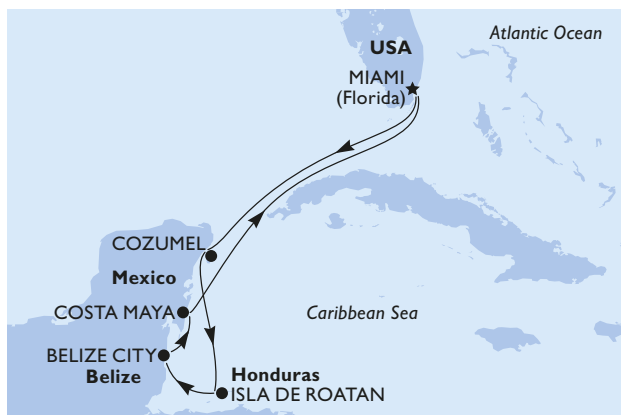 Atlantic Ocean
USA
MIAMI
(Florida)
COZUMEL
Mexico
COSTA MAYA
Caribbean Sea
BELIZE CITY
Belize
Honduras
ISLA DE ROATAN